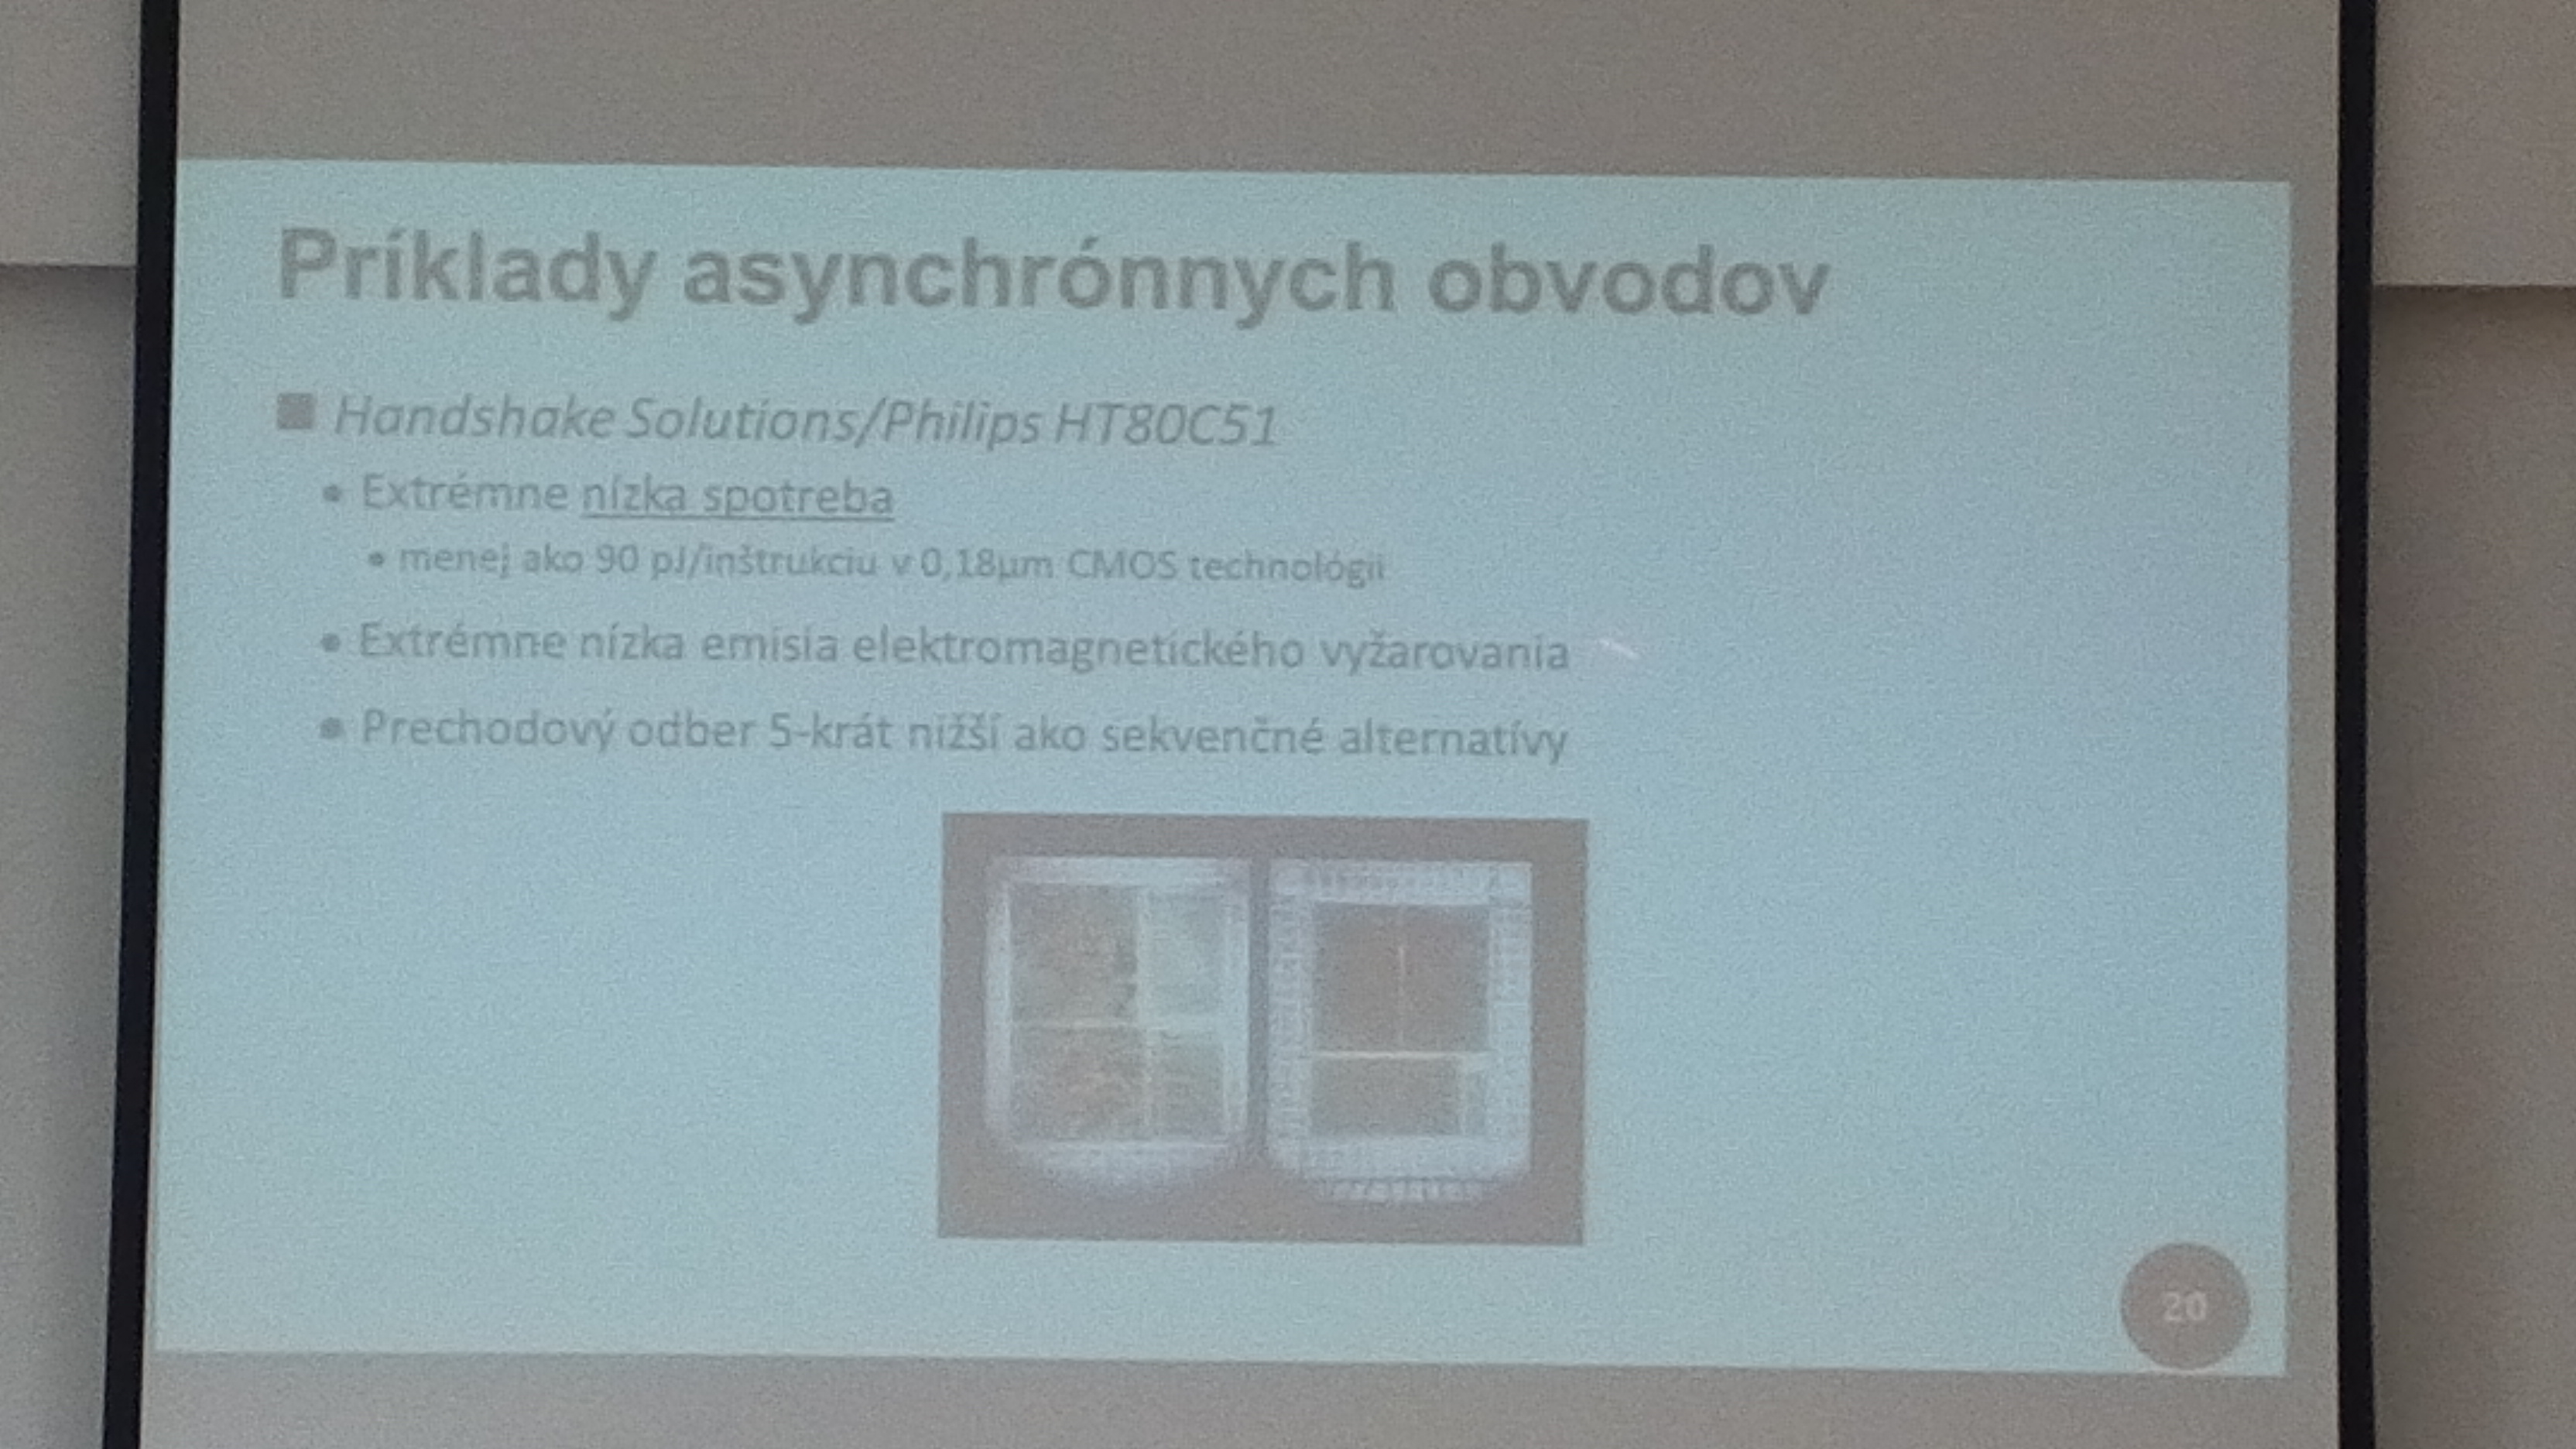 Príklady asynchrónnych obvodov
Handshake Solutions/Philips HT80C51
Extrémne nízka spotreba
menej ako 90 pJ/inštrukciu v 0,18µm CMOS technológii
Extrémne nízka emisia elektromagnetického vyžarovania
Prechodový odber 5-krát nižší ako sekvenčné alternatívy
20